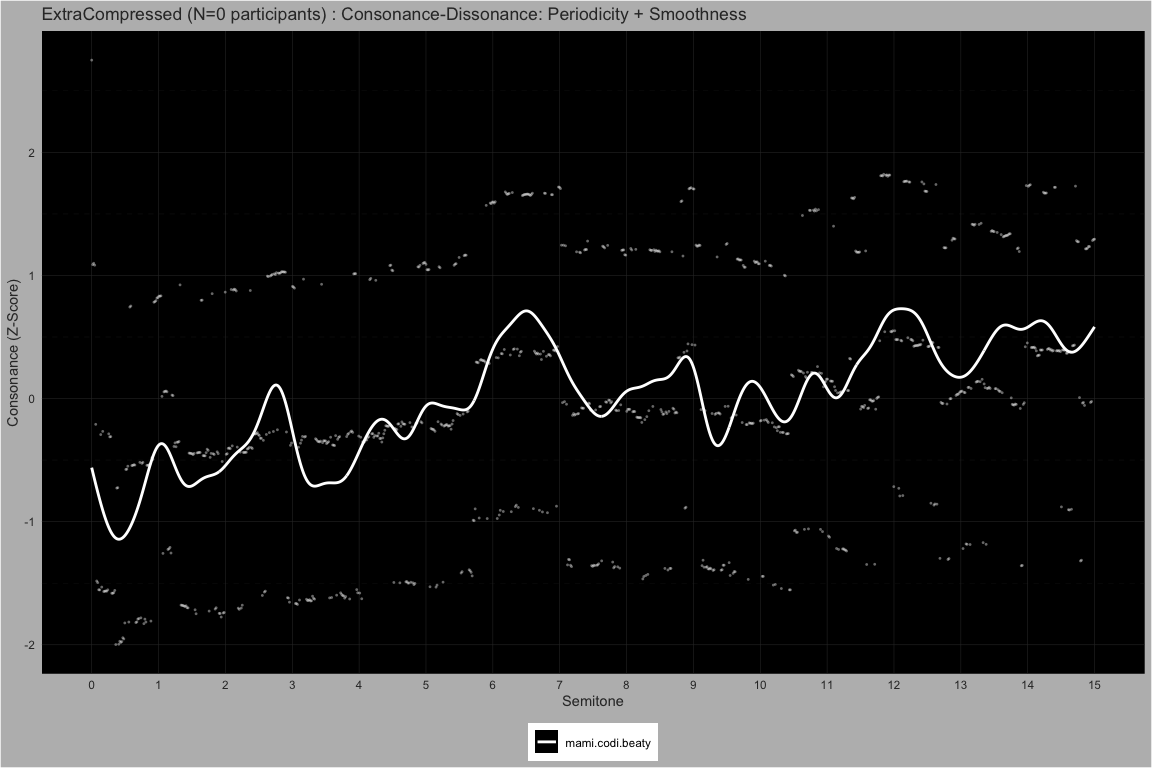 ExtraCompressed (N=0 participants) : Consonance-Dissonance: Periodicity + Smoothness
Consonance (Z-Score)
2
1
0
-1
-2
0 1 2 3 4 5 6 7 8 9 10 11 12 13 14 15
Semitone
mami.codi.beaty